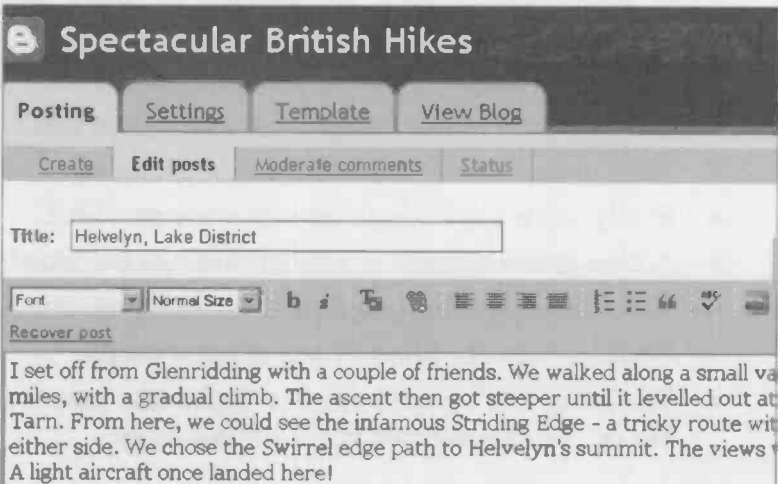 Spectacular British Hikes
Posting Settings Template View Blog
Create Edit posts Moderate comments Status
Title: Helvelyn, Lake District
Font Normal Size b i T ABC
Recover post
I set off from Glenridding with a couple of friends. We walked along a small va
miles, with a gradual climb. The ascent then got steeper until it levelled out at
Tarn. From here, we could see the infamous Striding Edge - a tricky route wit
either side. We chose the Swirrel edge path to Helvelyn's summit. The views
A light aircraft once landed here!